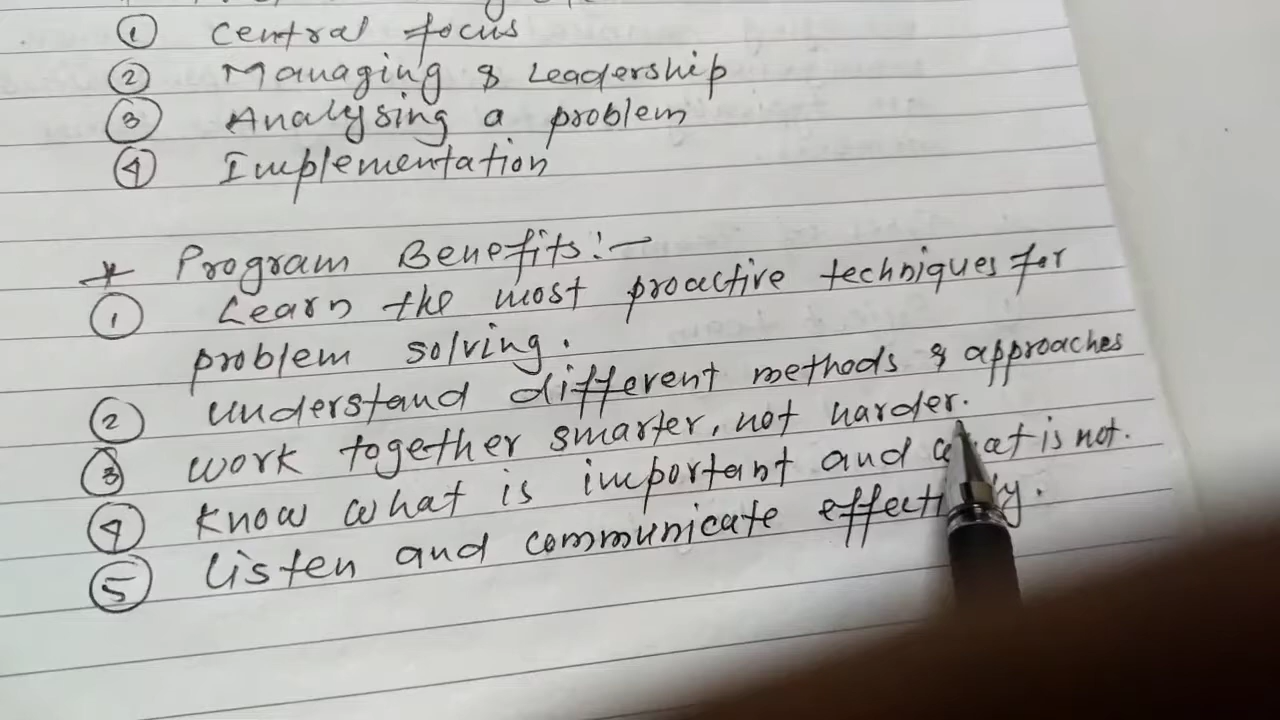 ① Central focus
② Managing & Leadership
③ Analysing a problem
④ Implementation
* Program Benefits:-
① Learn the most proactive techniques for
problem solving.
② Understand different methods & approaches
③ work together smarter, not harder.
④ Know what is important and what is not.
⑤ Listen and communicate effectively.